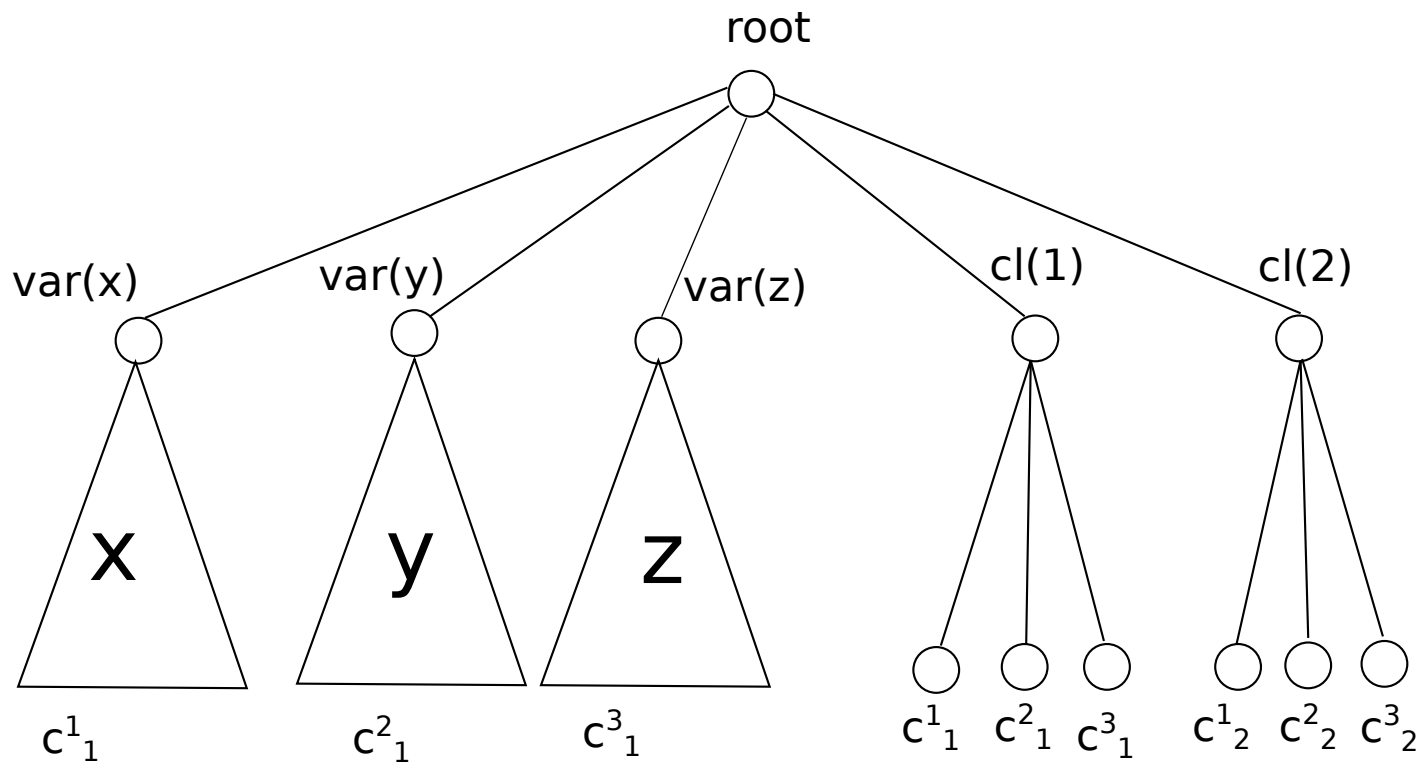 root
var(x) var(y) var(z) cl(1) cl(2)
x y z
c¹₁ c²₁ c³₁ c¹₁ c²₁ c³₁ c¹₂ c²₂ c³₂